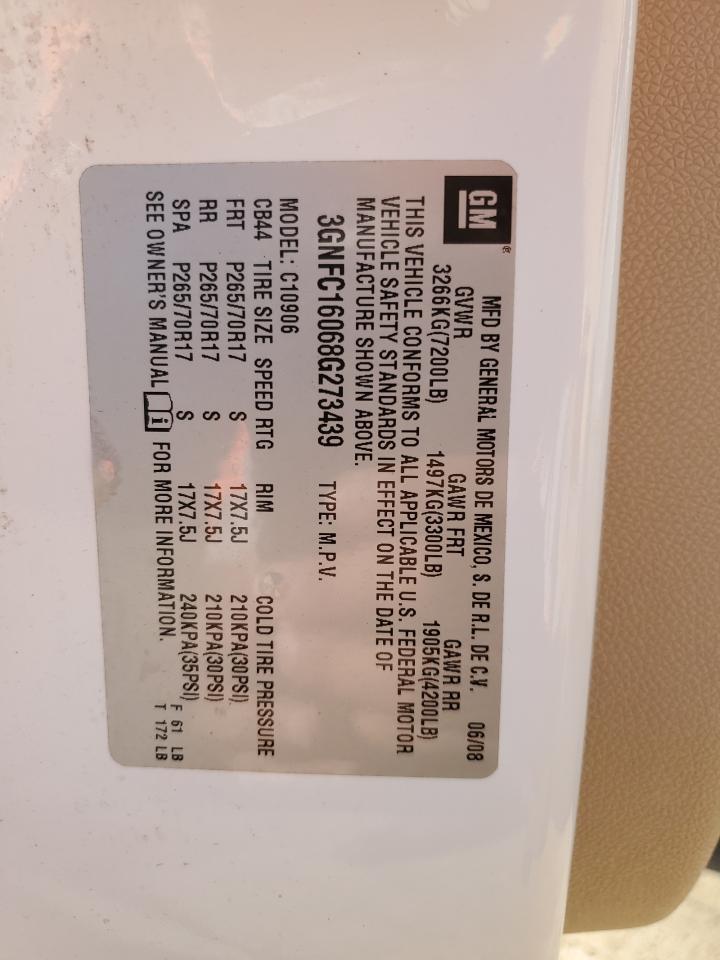 GM®
MFD BY GENERAL MOTORS DE MEXICO, S. DE R.L. DE C.V. 06/08
GVWR GAWR FRT GAWR RR
3266KG(7200LB) 1497KG(3300LB) 1905KG(4200LB)
THIS VEHICLE CONFORMS TO ALL APPLICABLE U.S. FEDERAL MOTOR
VEHICLE SAFETY STANDARDS IN EFFECT ON THE DATE OF
MANUFACTURE SHOWN ABOVE.
3GNFC16068G273439 TYPE: M.P.V.
MODEL: C10906
CB44 TIRE SIZE SPEED RTG RIM COLD TIRE PRESSURE
FRT P265/70R17 S 17X7.5J 210KPA(30PSI)
RR P265/70R17 S 17X7.5J 210KPA(30PSI)
SPA P265/70R17 S 17X7.5J 240KPA(35PSI) F 61 LB
SEE OWNER'S MANUAL i FOR MORE INFORMATION. T 172 LB